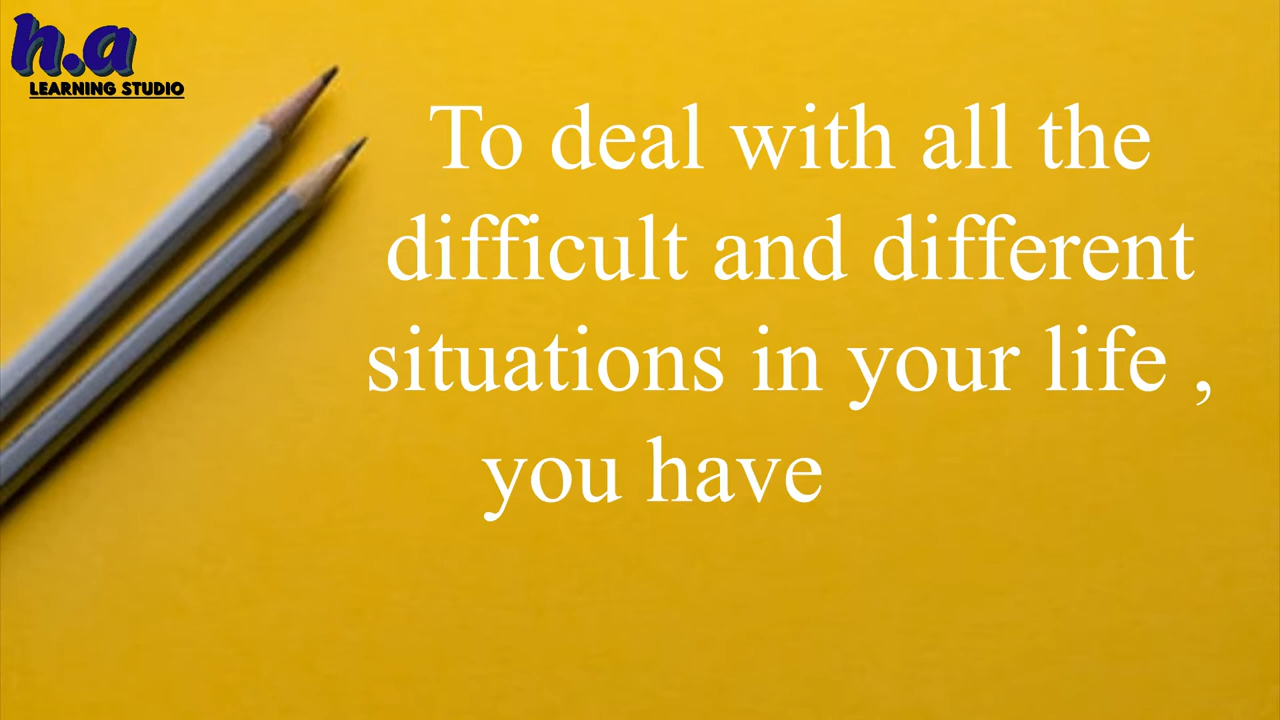 h.a
LEARNING STUDIO
To deal with all the
difficult and different
situations in your life ,
you have